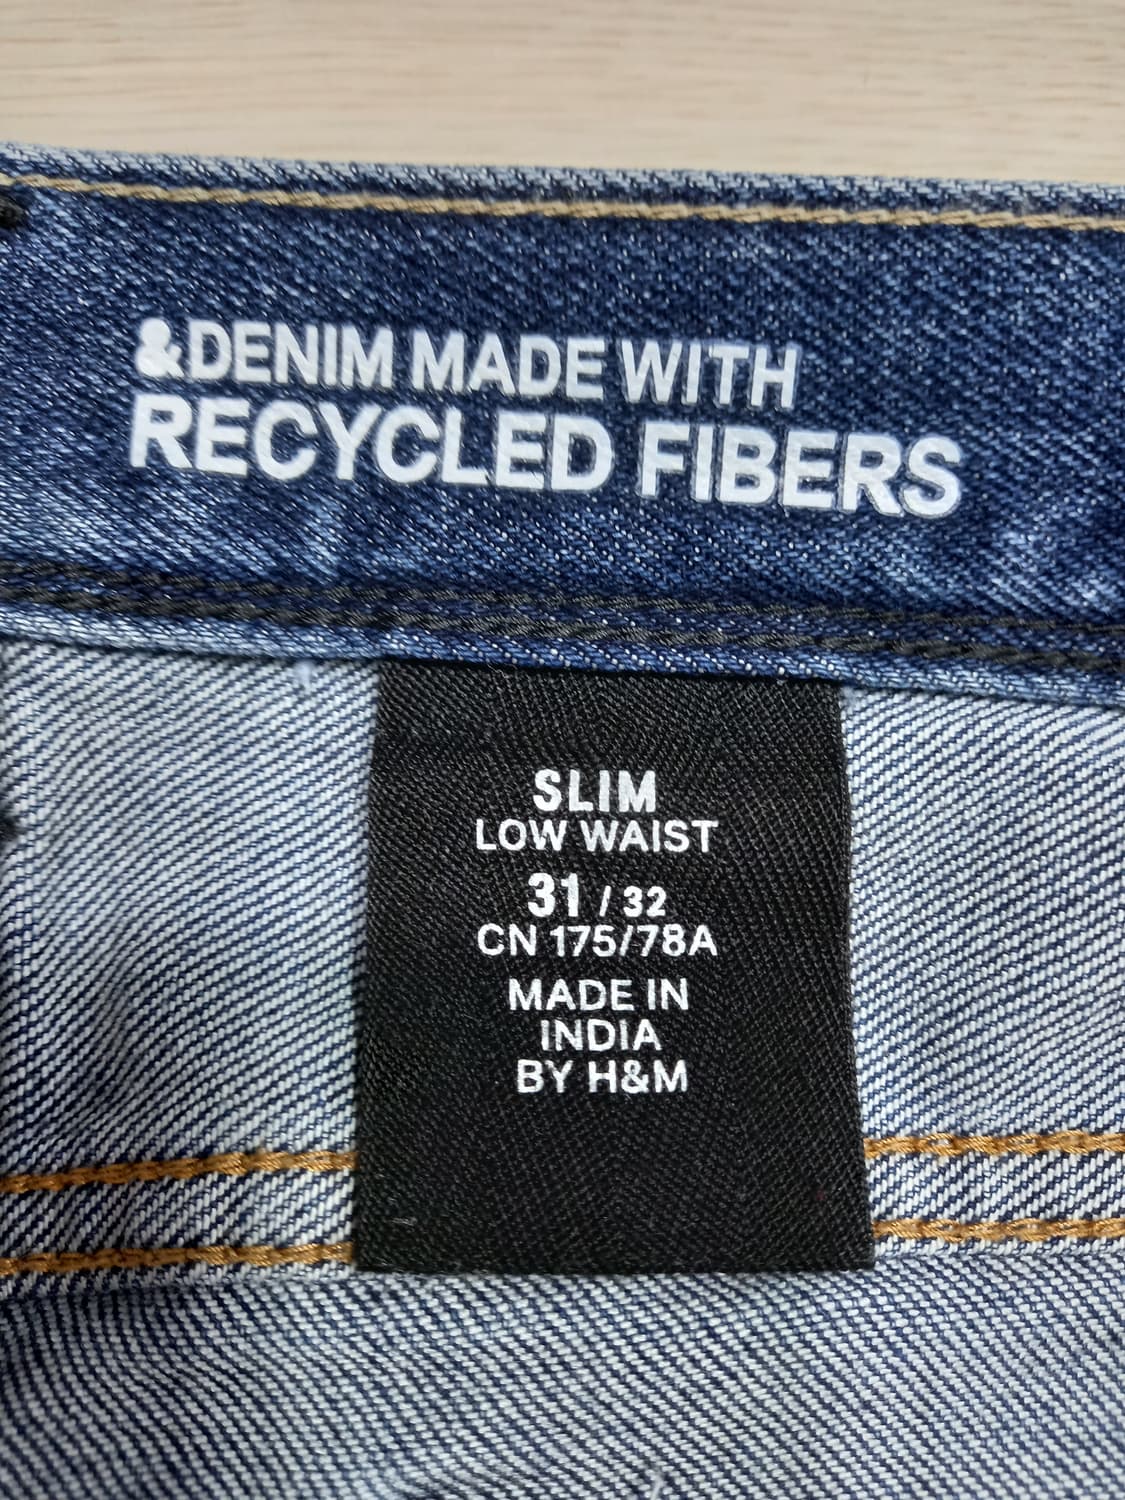 &DENIM MADE WITH
RECYCLED FIBERS
SLIM
LOW WAIST
31 / 32
CN 175/78A
MADE IN
INDIA
BY H&M